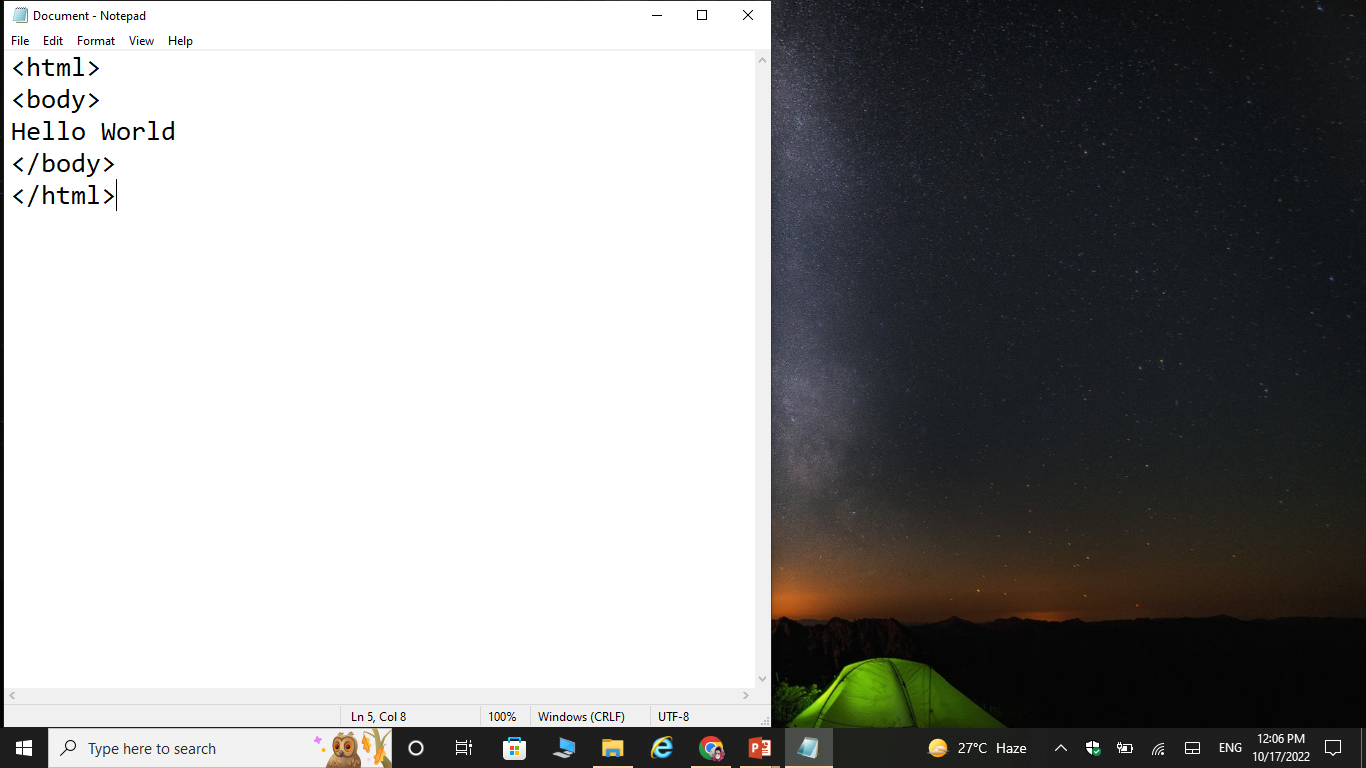 Document - Notepad
File Edit Format View Help
<html>
<body>
Hello World
</body>
</html>
Ln 5, Col 8 100% Windows (CRLF) UTF-8
Type here to search 27°C Haze ENG 12:06 PM
10/17/2022